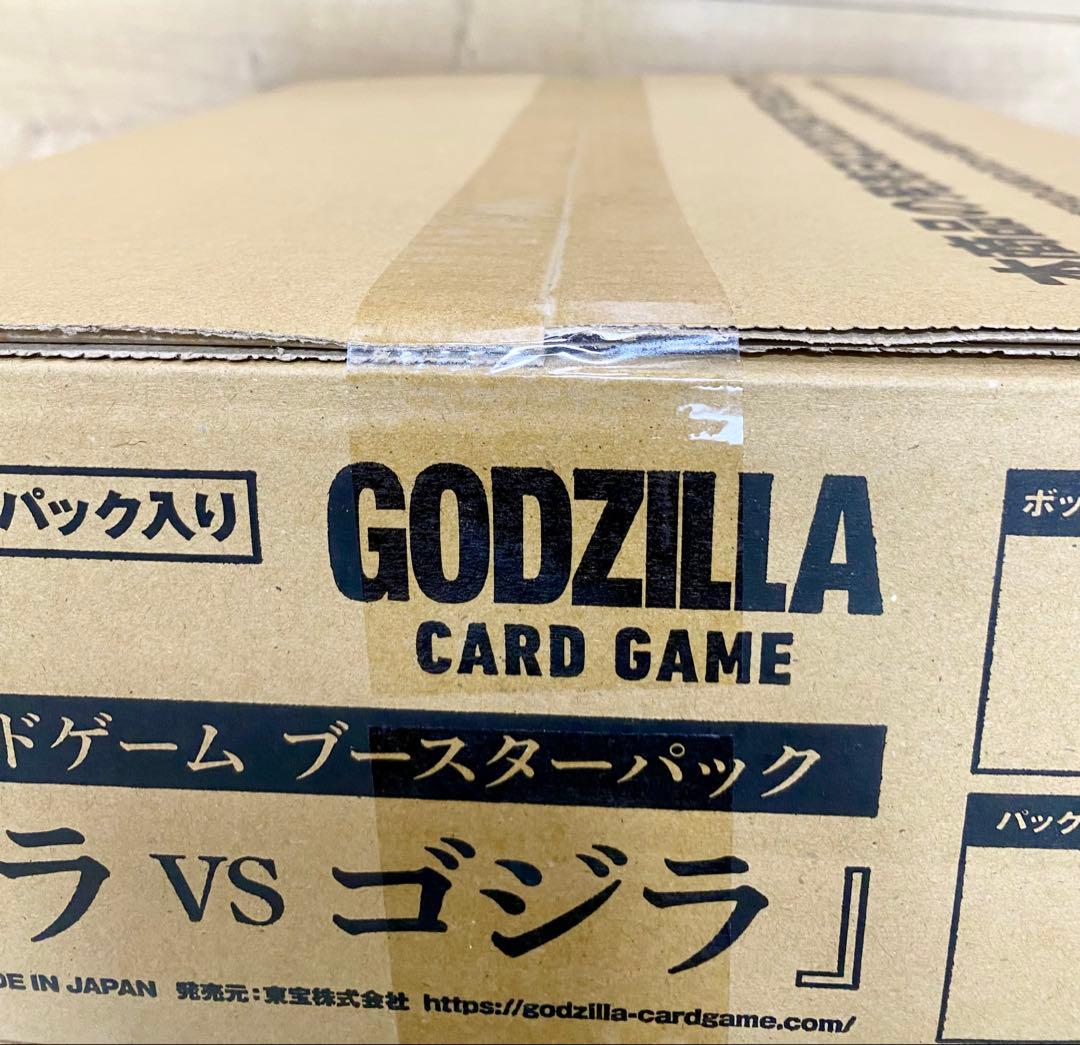 パック入り
GODZILLA
CARD GAME
ドゲーム ブースターパック
ラ VS ゴジラ』
DE IN JAPAN 発売元:東宝株式会社 https://godzilla-cardgame.com/
ボッ
パック